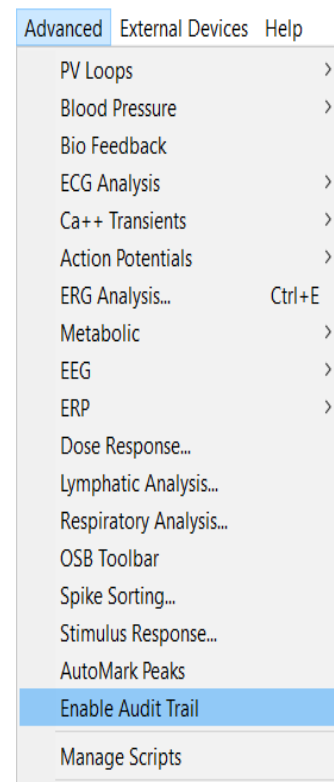 Advanced External Devices Help
PV Loops
Blood Pressure
Bio Feedback
ECG Analysis
Ca++ Transients
Action Potentials
ERG Analysis... Ctrl+E
Metabolic
EEG
ERP
Dose Response...
Lymphatic Analysis...
Respiratory Analysis...
OSB Toolbar
Spike Sorting...
Stimulus Response...
AutoMark Peaks
Enable Audit Trail
Manage Scripts